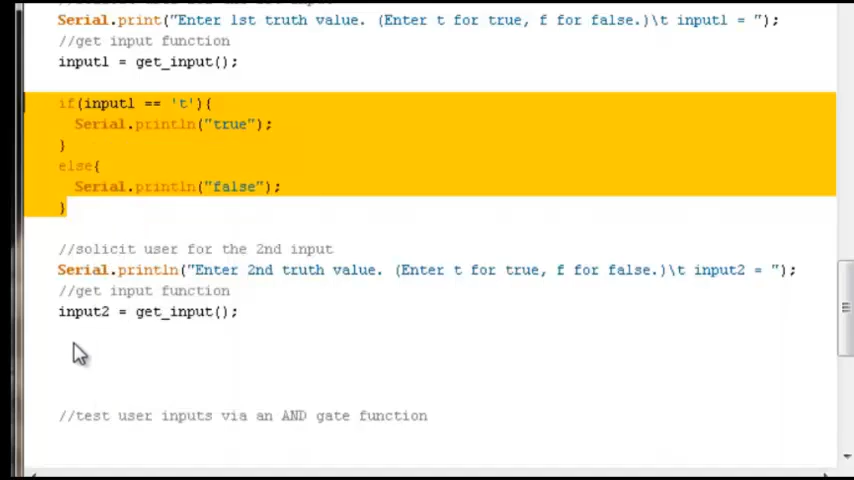 Serial.print("Enter 1st truth value. (Enter t for true, f for false.)\t input1 = ");
//get input function
input1 = get_input();
if(input1 == 't'){
Serial.println("true");
}
else{
Serial.println("false");
}
//solicit user for the 2nd input
Serial.println("Enter 2nd truth value. (Enter t for true, f for false.)\t input2 = ");
//get input function
input2 = get_input();
//test user inputs via an AND gate function